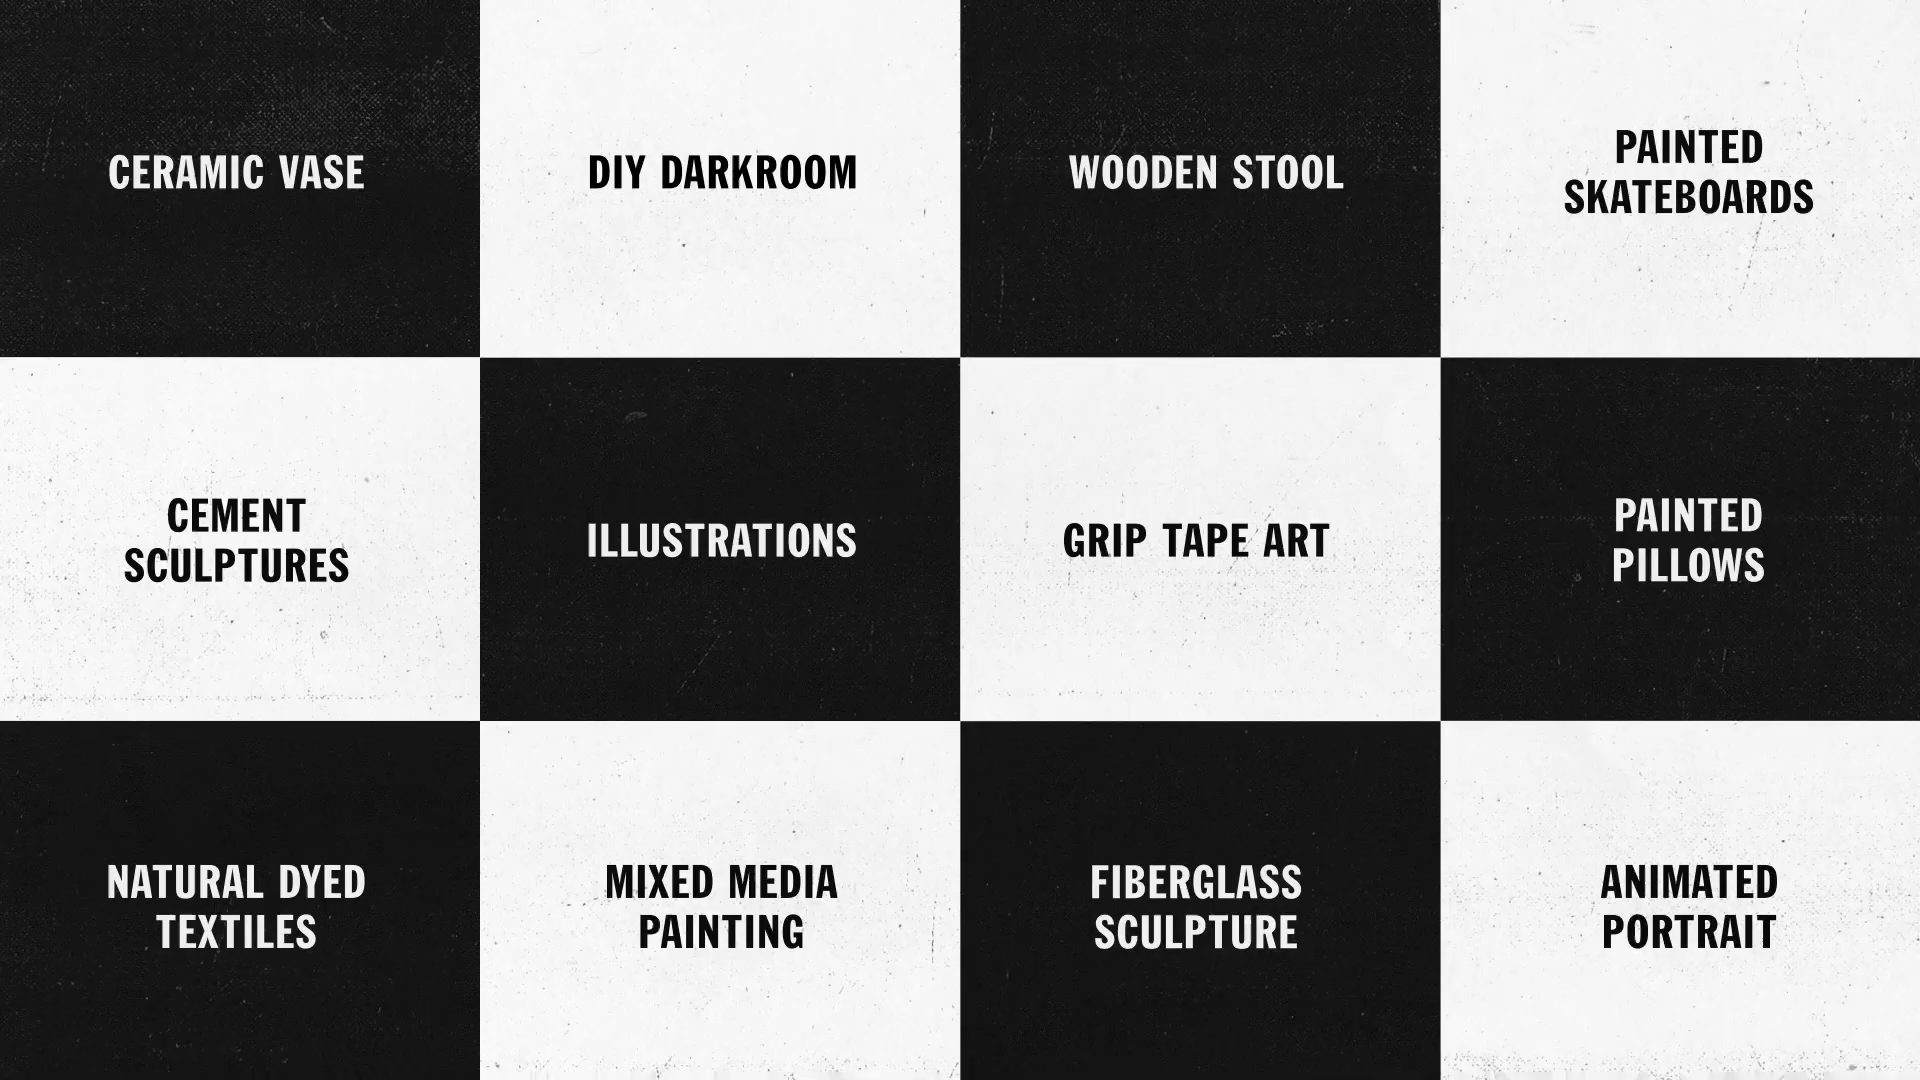 CERAMIC VASE
DIY DARKROOM
WOODEN STOOL
PAINTED
SKATEBOARDS
CEMENT
SCULPTURES
ILLUSTRATIONS
GRIP TAPE ART
PAINTED
PILLOWS
NATURAL DYED
TEXTILES
MIXED MEDIA
PAINTING
FIBERGLASS
SCULPTURE
ANIMATED
PORTRAIT